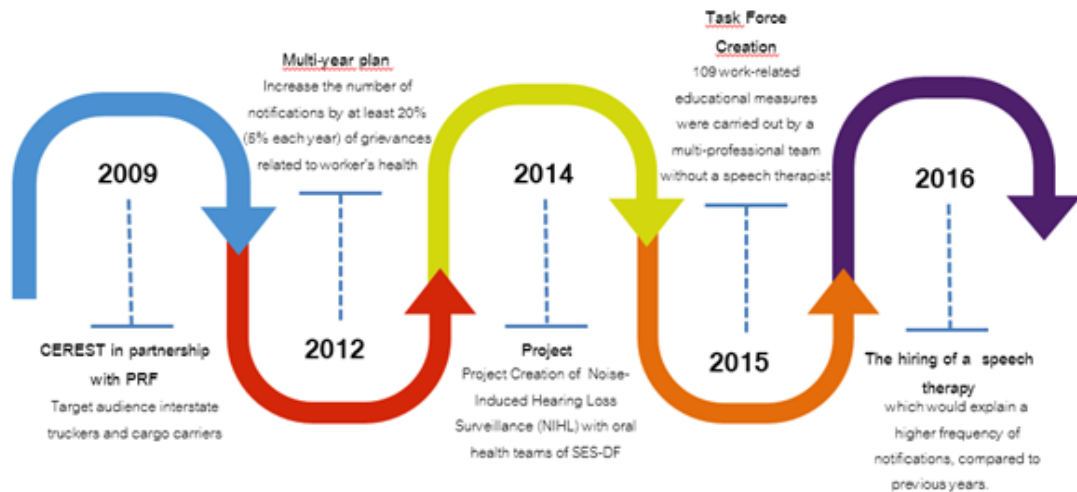 2009
CEREST in partnership
with PRF
Target audience interstate
truckers and cargo carriers
Multi-year plan
Increase the number of
notifications by at least 20%
(5% each year) of grievances
related to worker's health
2012
2014
Project
Project Creation of Noise-
Induced Hearing Loss
Surveillance (NIHL) with oral
health teams of SES-DF
Task Force
Creation
109 work-related
educational measures
were carried out by a
multi-professional team
without a speech therapist
2015
2016
The hiring of a speech
therapy
which would explain a
higher frequency of
notifications, compared to
previous years.